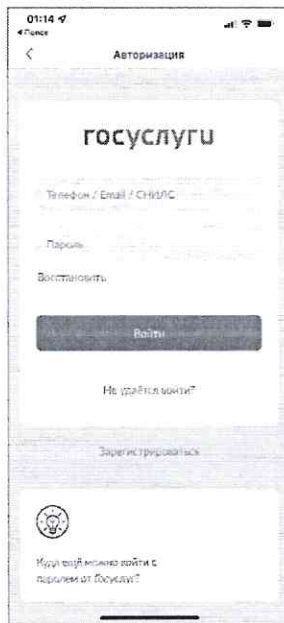 01:14
Поиск
Авторизация
госуслуги
Телефон / Email / СНИЛС
Пароль
Восстановить
Войти
Не удаётся войти?
Зарегистрироваться
Куда ещё можно войти с
паролем от Госуслуг?